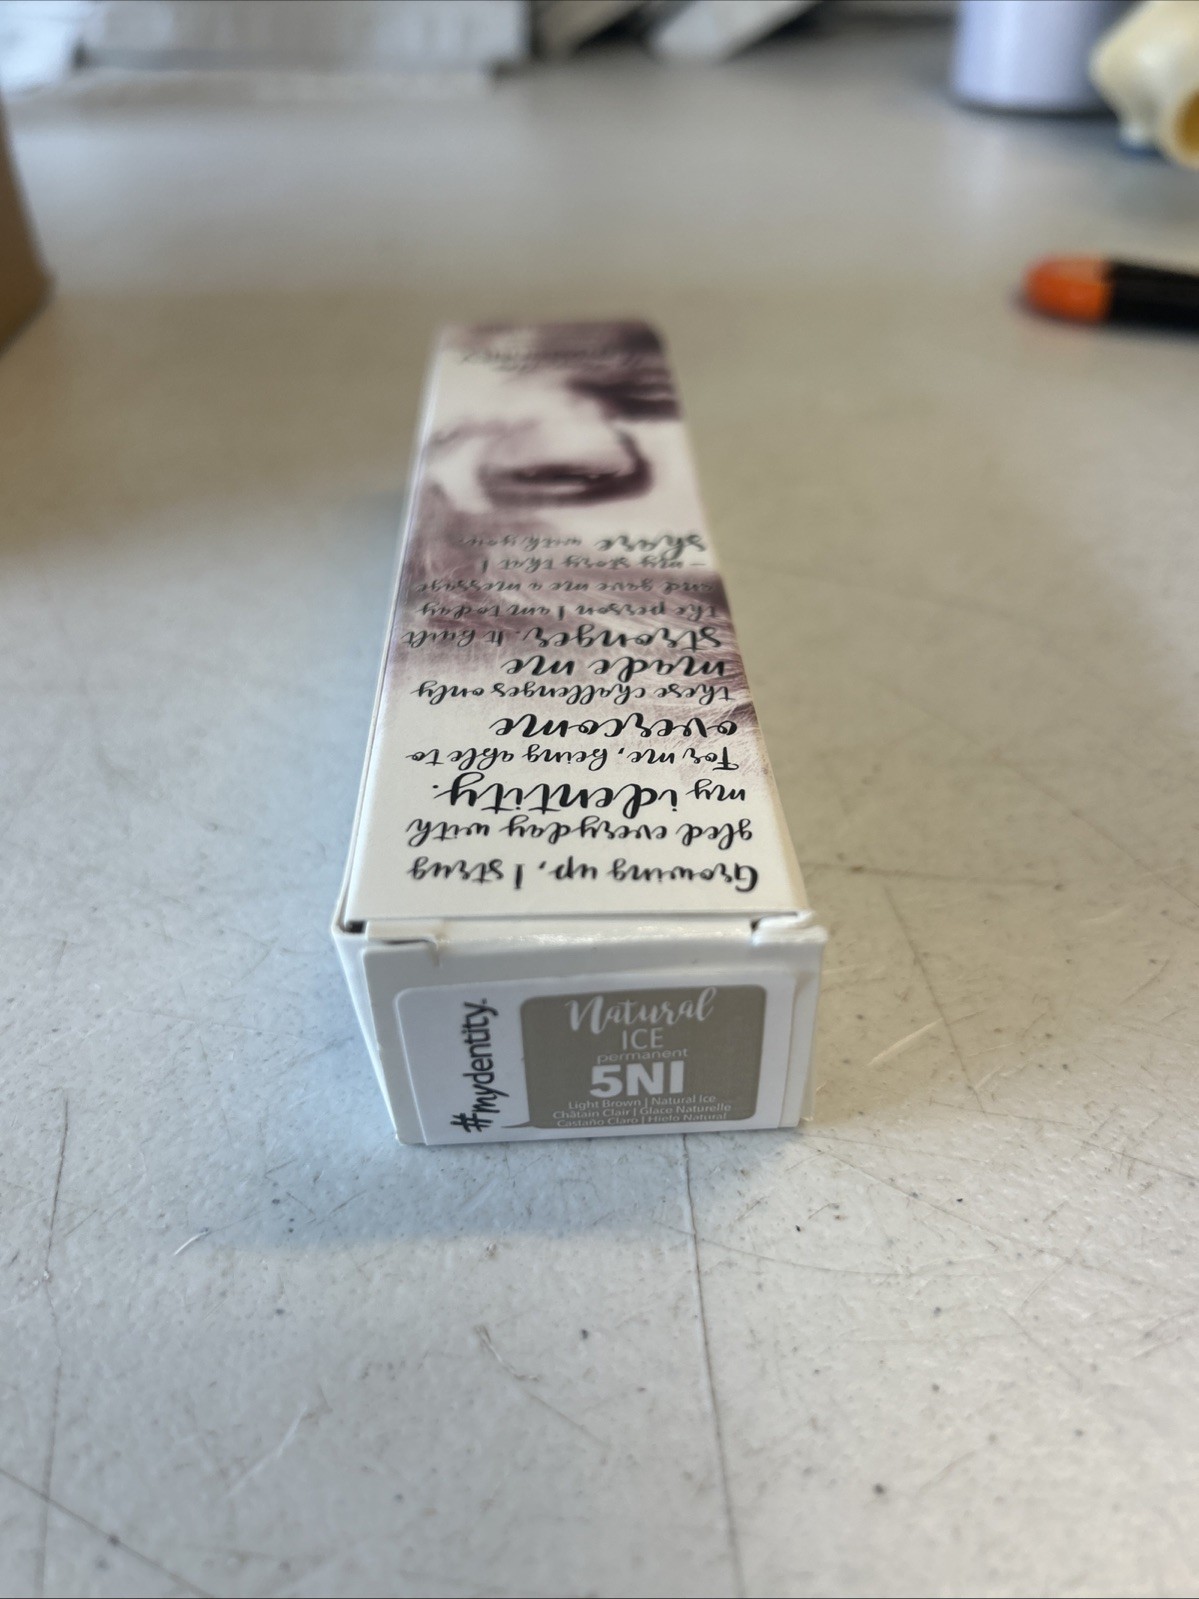 Growing up, I strug
gled everyday with
my identity.
For me, being able to
overcome
these challenges only
made me
stronger. It built
the person I am today
and gave me a message
– my story that I
share with you.
#mydentity.
Natural
ICE
permanent
5NI
Light Brown | Natural Ice
Châtain Clair | Glace Naturelle
Castaño Claro | Hielo Natural